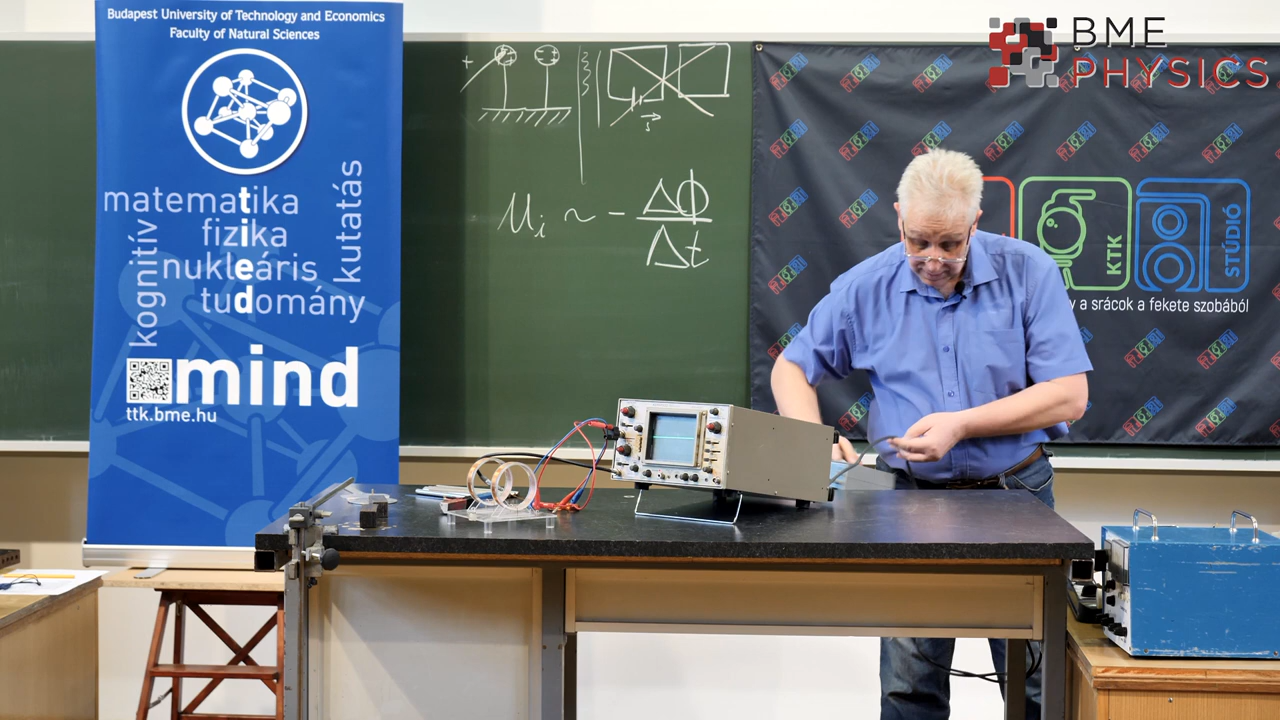 Budapest University of Technology and Economics
Faculty of Natural Sciences
matematika
fizika
nukleáris
tudomány
kognitív
kutatás
mind
ttk.bme.hu
+
U_i ~ - ΔΦ/Δt
BME
PHYSICS
KTK
STÚDIÓ
y a srácok a fekete szobából